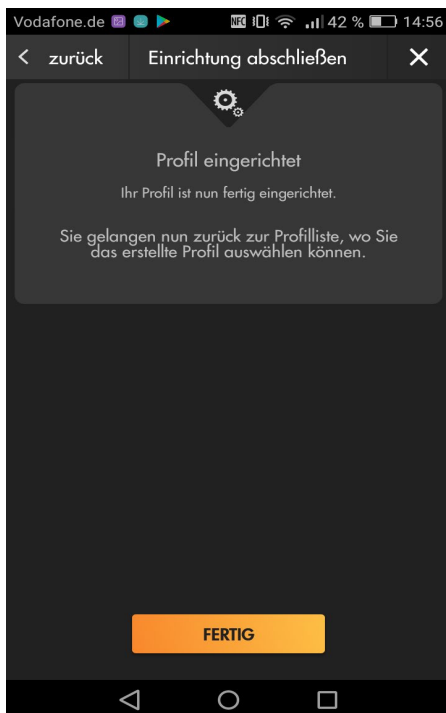 Vodafone.de NFC 42 % 14:56
zurück Einrichtung abschließen
Profil eingerichtet
Ihr Profil ist nun fertig eingerichtet.
Sie gelangen nun zurück zur Profilliste, wo Sie
das erstellte Profil auswählen können.
FERTIG